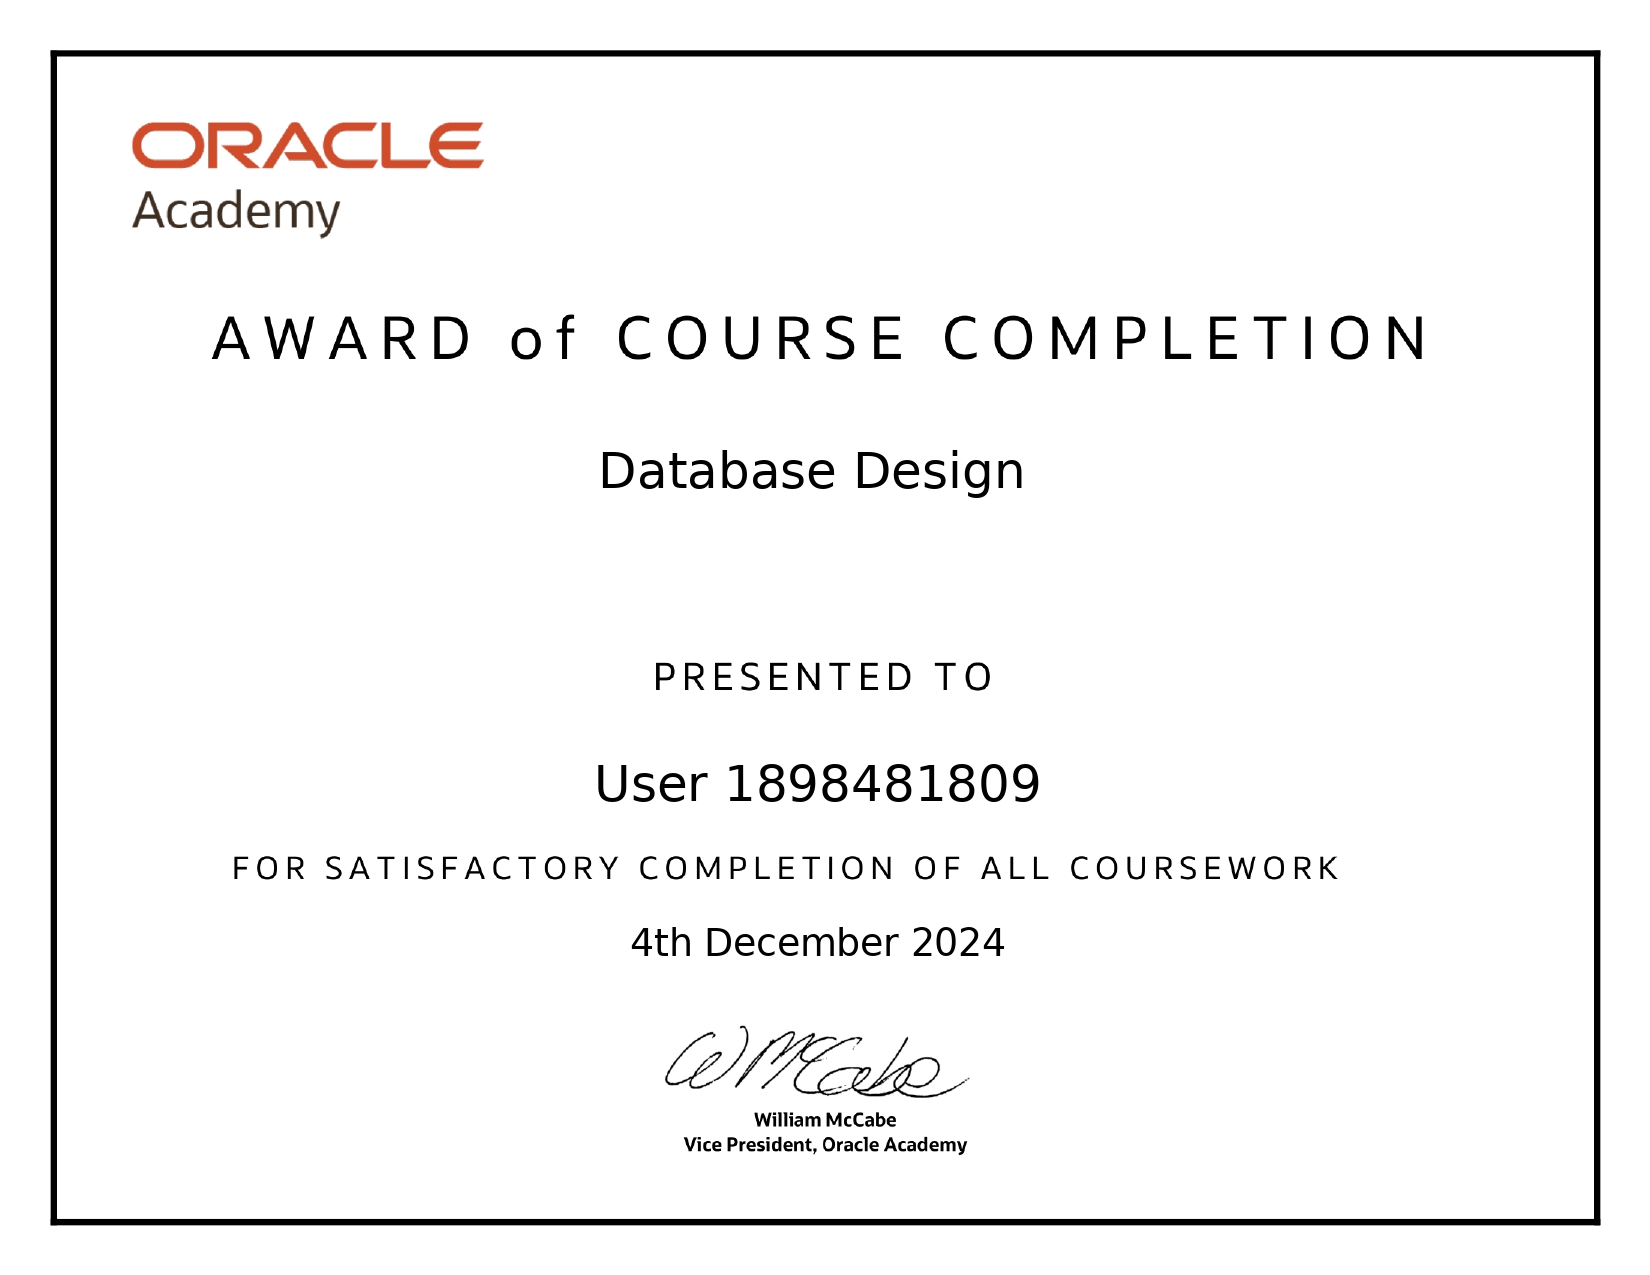 ORACLE
Academy
AWARD of COURSE COMPLETION
Database Design
PRESENTED TO
User 1898481809
FOR SATISFACTORY COMPLETION OF ALL COURSEWORK
4th December 2024
WMcCabe
William McCabe
Vice President, Oracle Academy